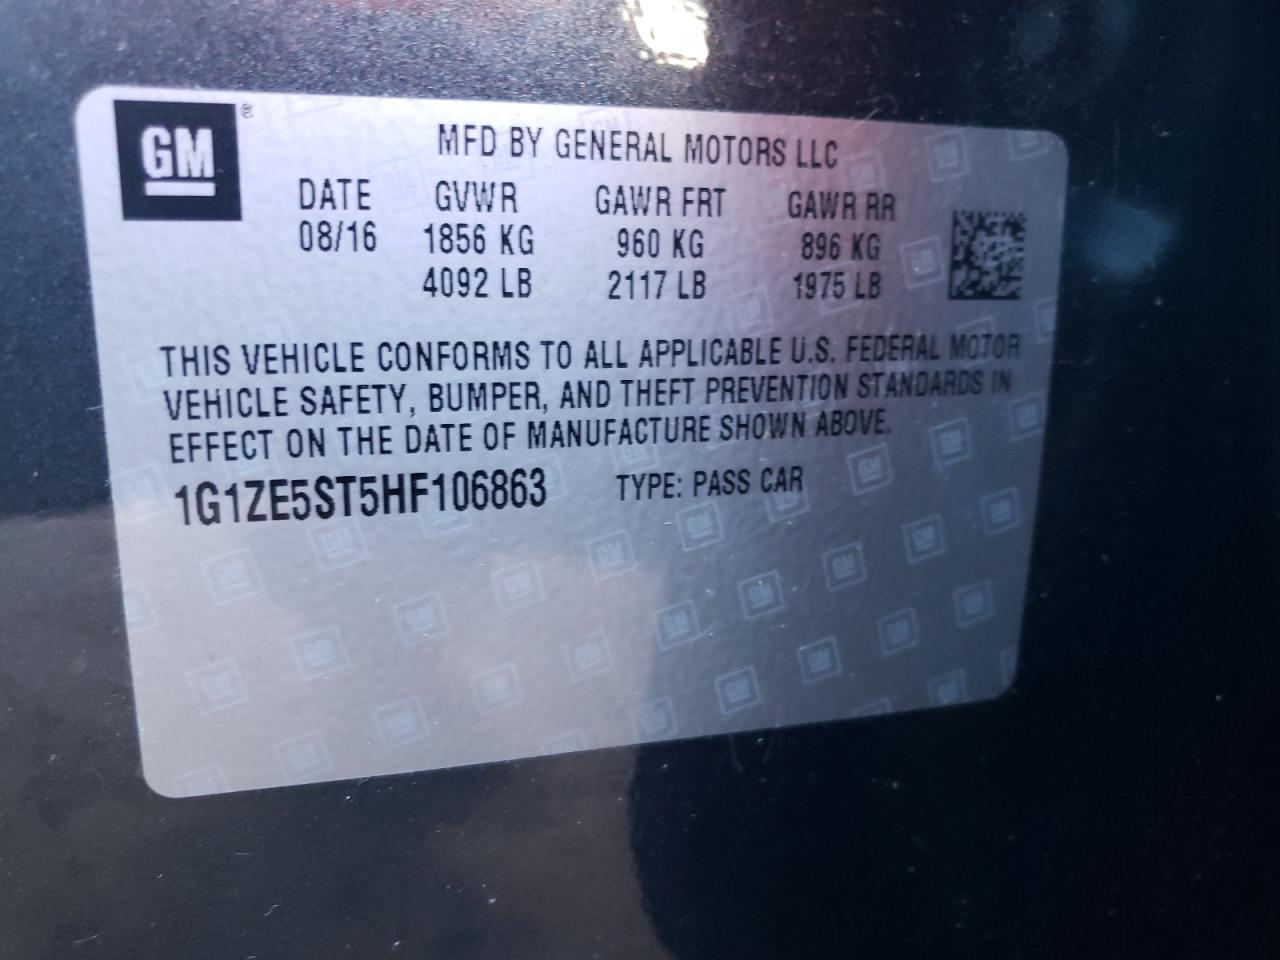 GM
MFD BY GENERAL MOTORS LLC
DATE GVWR GAWR FRT GAWR RR
08/16 1856 KG 960 KG 896 KG
4092 LB 2117 LB 1975 LB
THIS VEHICLE CONFORMS TO ALL APPLICABLE U.S. FEDERAL MOTOR
VEHICLE SAFETY, BUMPER, AND THEFT PREVENTION STANDARDS IN
EFFECT ON THE DATE OF MANUFACTURE SHOWN ABOVE.
1G1ZE5ST5HF106863 TYPE: PASS CAR